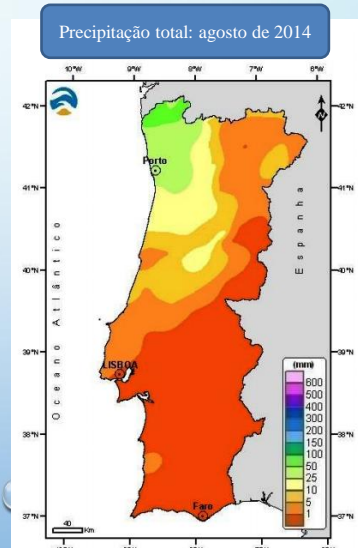 Precipitação total: agosto de 2014
10°W 9°W 8°W 7°W 6°W
42°N 42°N
N
Porto
41°N 41°N
Espanha
40°N 40°N
Oceano Atlântico
39°N 39°N
LISBOA
(mm)
600
500
400
300
38°N 38°N
200
150
100
50
25
10
5
1
Faro
37°N 37°N
40
Km